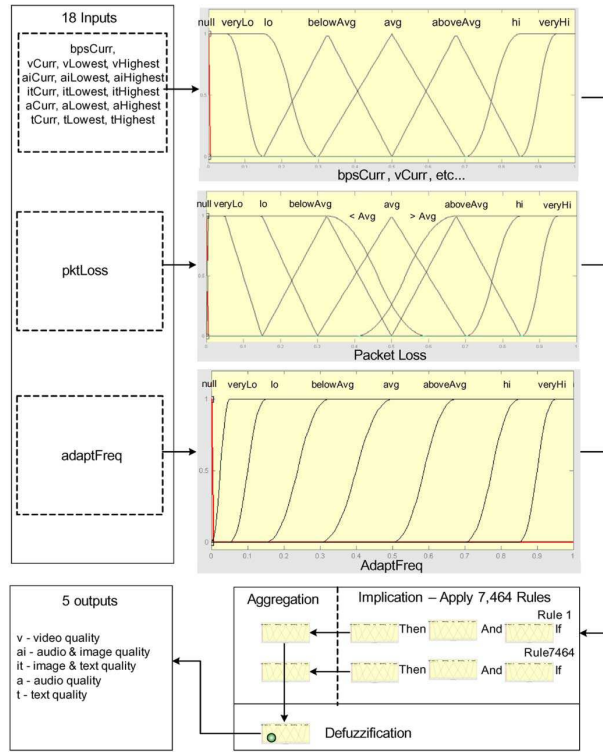 18 Inputs
bpsCurr,
vCurr, vLowest, vHighest
aiCurr, aiLowest, aiHighest
itCurr, itLowest, itHighest
aCurr, aLowest, aHighest
tCurr, tLowest, tHighest
null veryLo lo belowAvg avg aboveAvg hi veryHi
bpsCurr, vCurr, etc...
pktLoss
null veryLo lo belowAvg avg aboveAvg hi veryHi
< Avg > Avg
Packet Loss
adaptFreq
null veryLo lo belowAvg avg aboveAvg hi veryHi
1
0.5
0
0 0.1 0.2 0.3 0.4 0.5 0.6 0.7 0.8 0.9 1
AdaptFreq
5 outputs
v - video quality
ai - audio & image quality
it - image & text quality
a - audio quality
t - text quality
Aggregation
Implication – Apply 7,464 Rules
Rule 1
Then And If
Rule7464
Then And If
Defuzzification